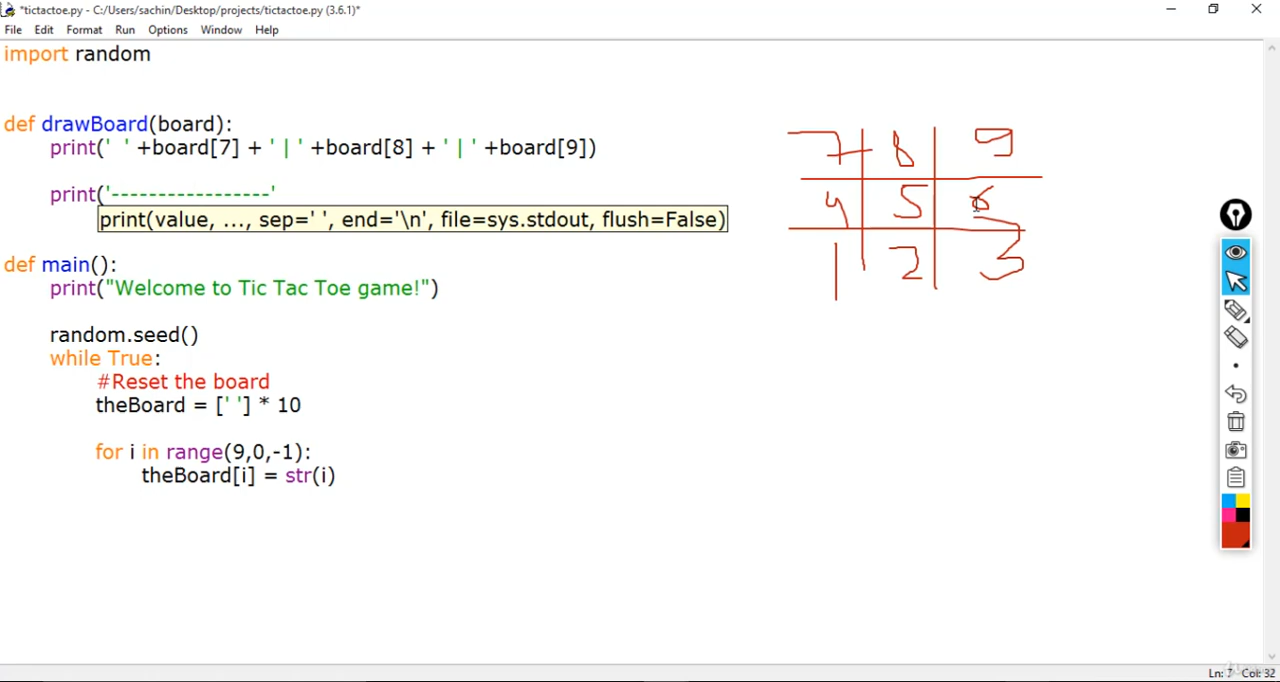 *tictactoe.py - C:/Users/sachin/Desktop/projects/tictactoe.py (3.6.1)*
File Edit Format Run Options Window Help
import random
def drawBoard(board):
print(' ' +board[7] + ' | ' +board[8] + ' | ' +board[9])
print('-----------------'
print(value, ..., sep=' ', end='\n', file=sys.stdout, flush=False)
def main():
print("Welcome to Tic Tac Toe game!")
random.seed()
while True:
#Reset the board
theBoard = [' '] * 10
for i in range(9,0,-1):
theBoard[i] = str(i)
7 8 9
4 5 6
1 2 3
Ln: 7 Col: 32